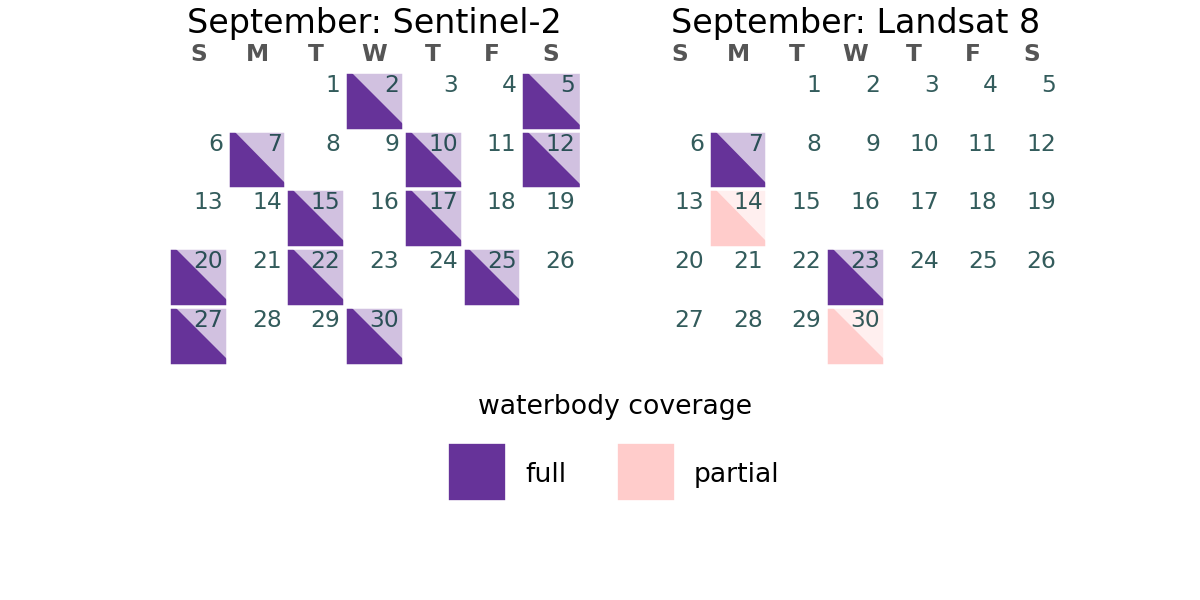 September: Sentinel-2
S M T W T F S
1 2 3 4 5
6 7 8 9 10 11 12
13 14 15 16 17 18 19
20 21 22 23 24 25 26
27 28 29 30
September: Landsat 8
S M T W T F S
1 2 3 4 5
6 7 8 9 10 11 12
13 14 15 16 17 18 19
20 21 22 23 24 25 26
27 28 29 30
waterbody coverage
full partial